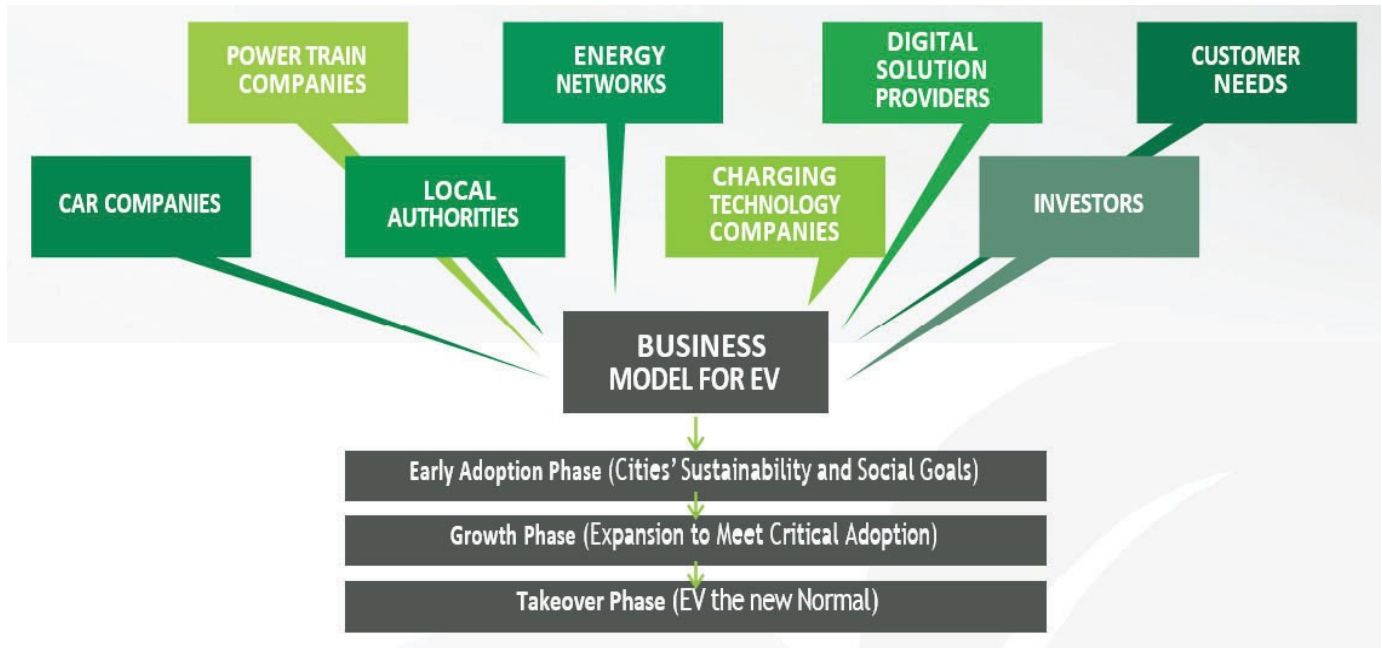 POWER TRAIN
COMPANIES
ENERGY
NETWORKS
DIGITAL
SOLUTION
PROVIDERS
CUSTOMER
NEEDS
CAR COMPANIES
LOCAL
AUTHORITIES
CHARGING
TECHNOLOGY
COMPANIES
INVESTORS
BUSINESS
MODEL FOR EV
Early Adoption Phase (Cities’ Sustainability and Social Goals)
Growth Phase (Expansion to Meet Critical Adoption)
Takeover Phase (EV the new Normal)